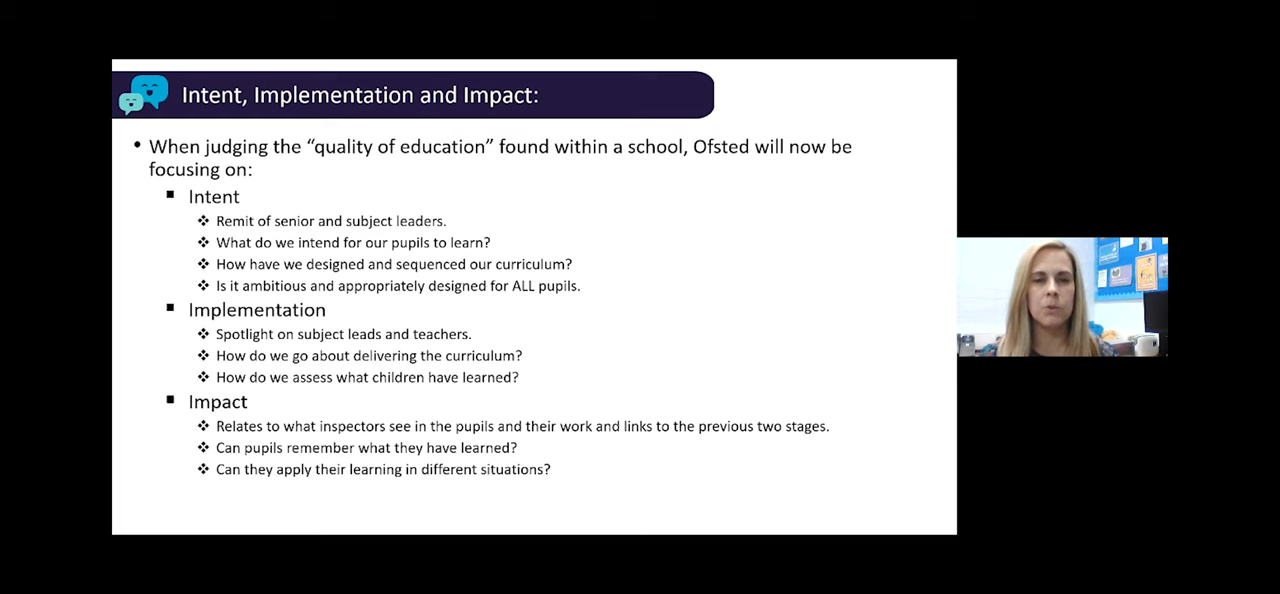 Intent, Implementation and Impact:
• When judging the “quality of education” found within a school, Ofsted will now be
focusing on:
▪ Intent
❖ Remit of senior and subject leaders.
❖ What do we intend for our pupils to learn?
❖ How have we designed and sequenced our curriculum?
❖ Is it ambitious and appropriately designed for ALL pupils.
▪ Implementation
❖ Spotlight on subject leads and teachers.
❖ How do we go about delivering the curriculum?
❖ How do we assess what children have learned?
▪ Impact
❖ Relates to what inspectors see in the pupils and their work and links to the previous two stages.
❖ Can pupils remember what they have learned?
❖ Can they apply their learning in different situations?